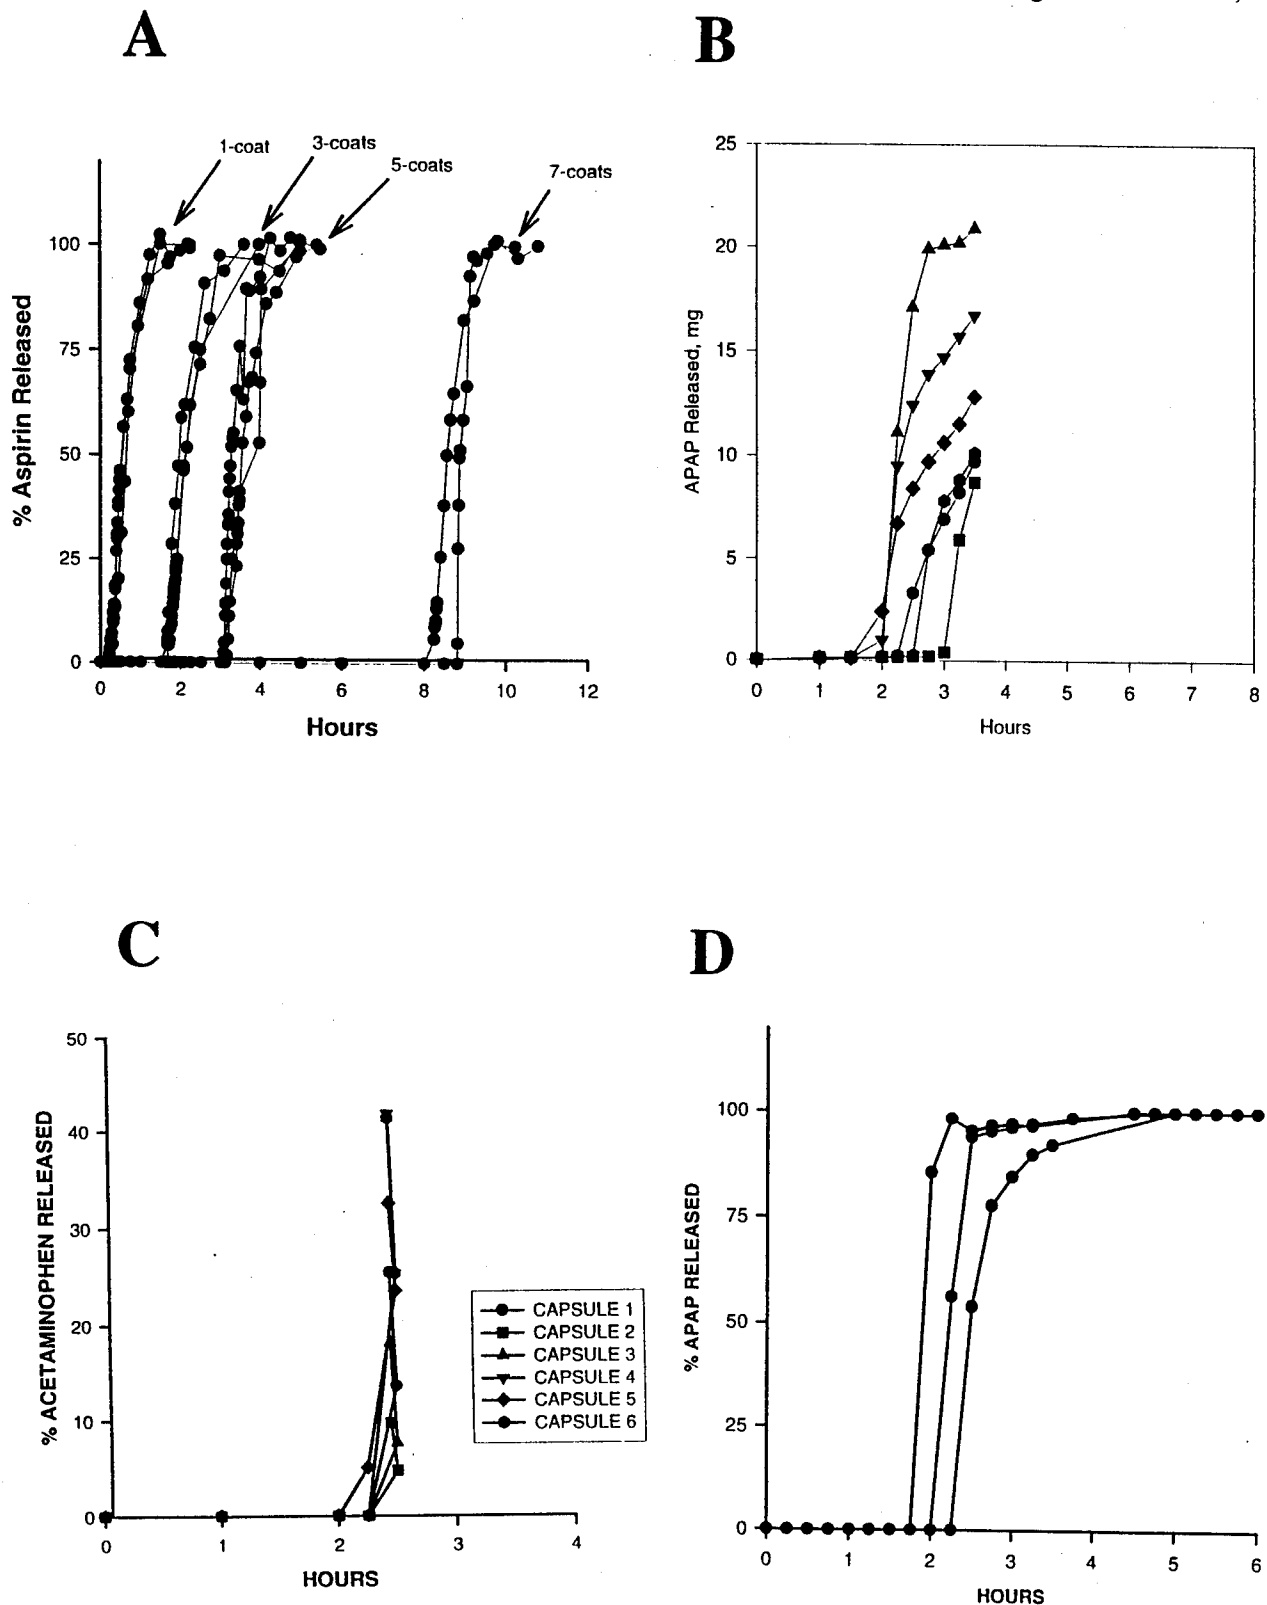 A
1-coat
3-coats
5-coats
7-coats
100
75
50
25
0
% Aspirin Released
0 2 4 6 8 10 12
Hours
B
25
20
15
10
5
0
APAP Released, mg
0 1 2 3 4 5 6 7 8
Hours
C
50
40
30
20
10
0
% ACETAMINOPHEN RELEASED
CAPSULE 1
CAPSULE 2
CAPSULE 3
CAPSULE 4
CAPSULE 5
CAPSULE 6
0 1 2 3 4
HOURS
D
100
75
50
25
0
% APAP RELEASED
0 1 2 3 4 5 6
HOURS